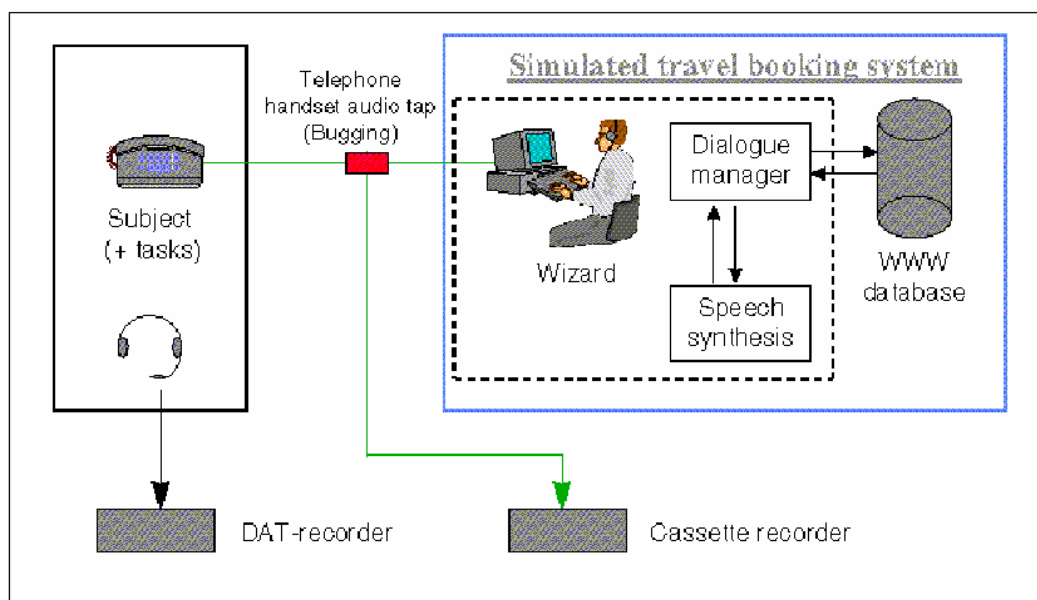 Simulated travel booking system
Telephone
handset audio tap
(Bugging)
Dialogue
manager
Subject
(+ tasks)
Wizard
WWW
database
Speech
synthesis
DAT-recorder
Cassette recorder